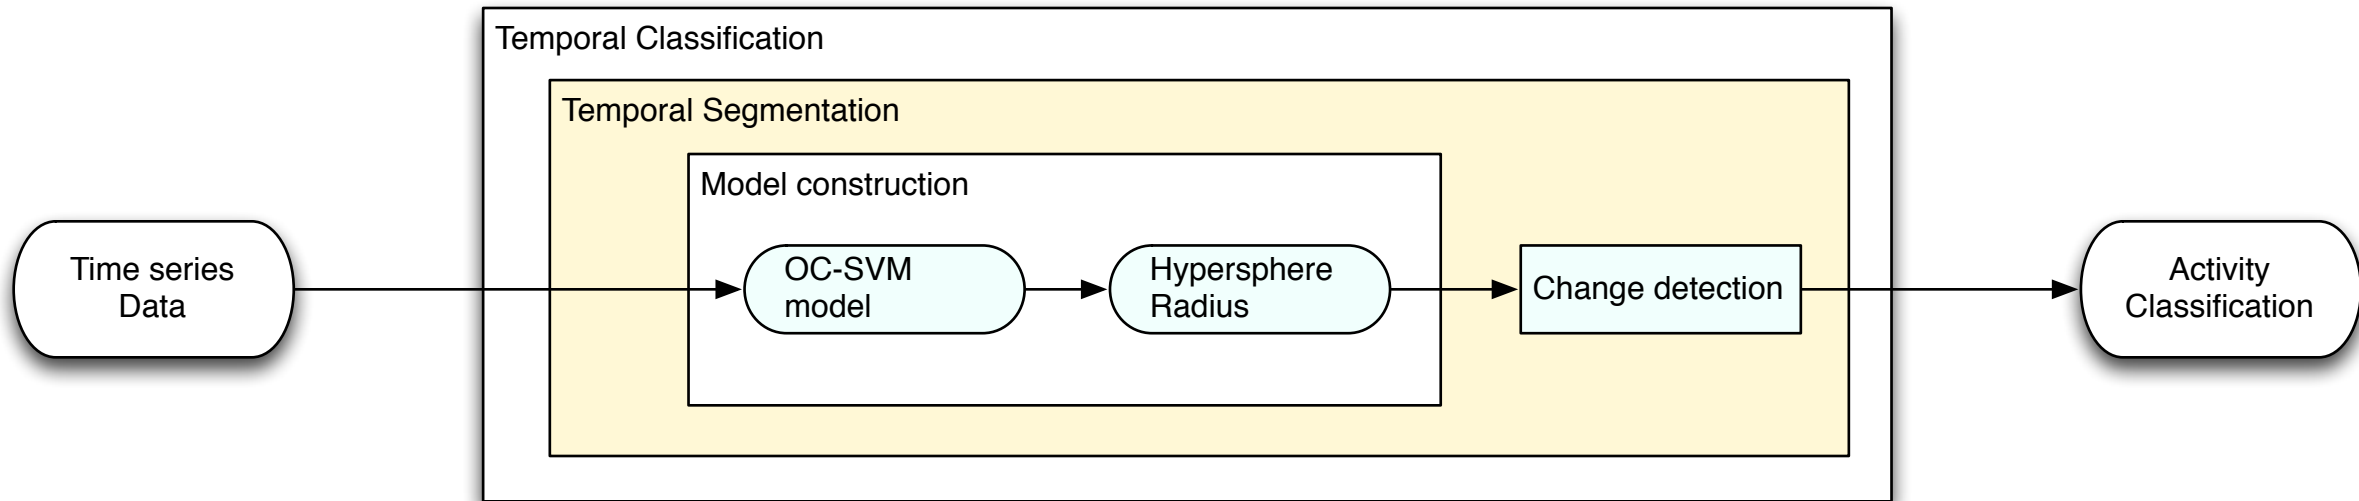 Temporal Classification
Temporal Segmentation
Model construction
Time series
Data
OC-SVM
model
Hypersphere
Radius
Change detection
Activity
Classification